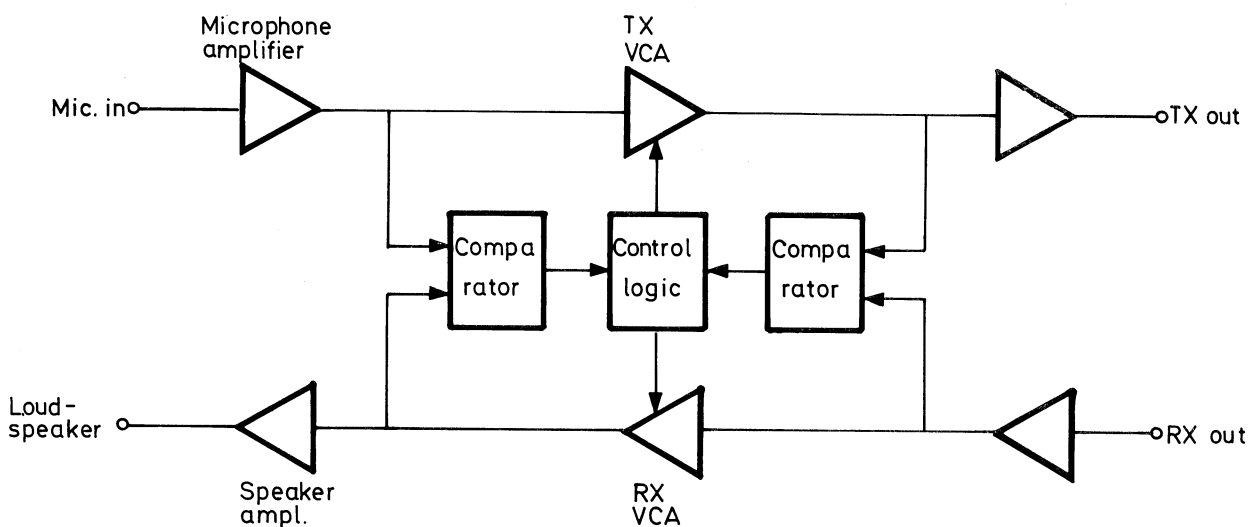 Microphone
amplifier
TX
VCA
Mic. in
TX out
Compa
rator
Control
logic
Compa
rator
Loud-
speaker
RX out
Speaker
ampl.
RX
VCA